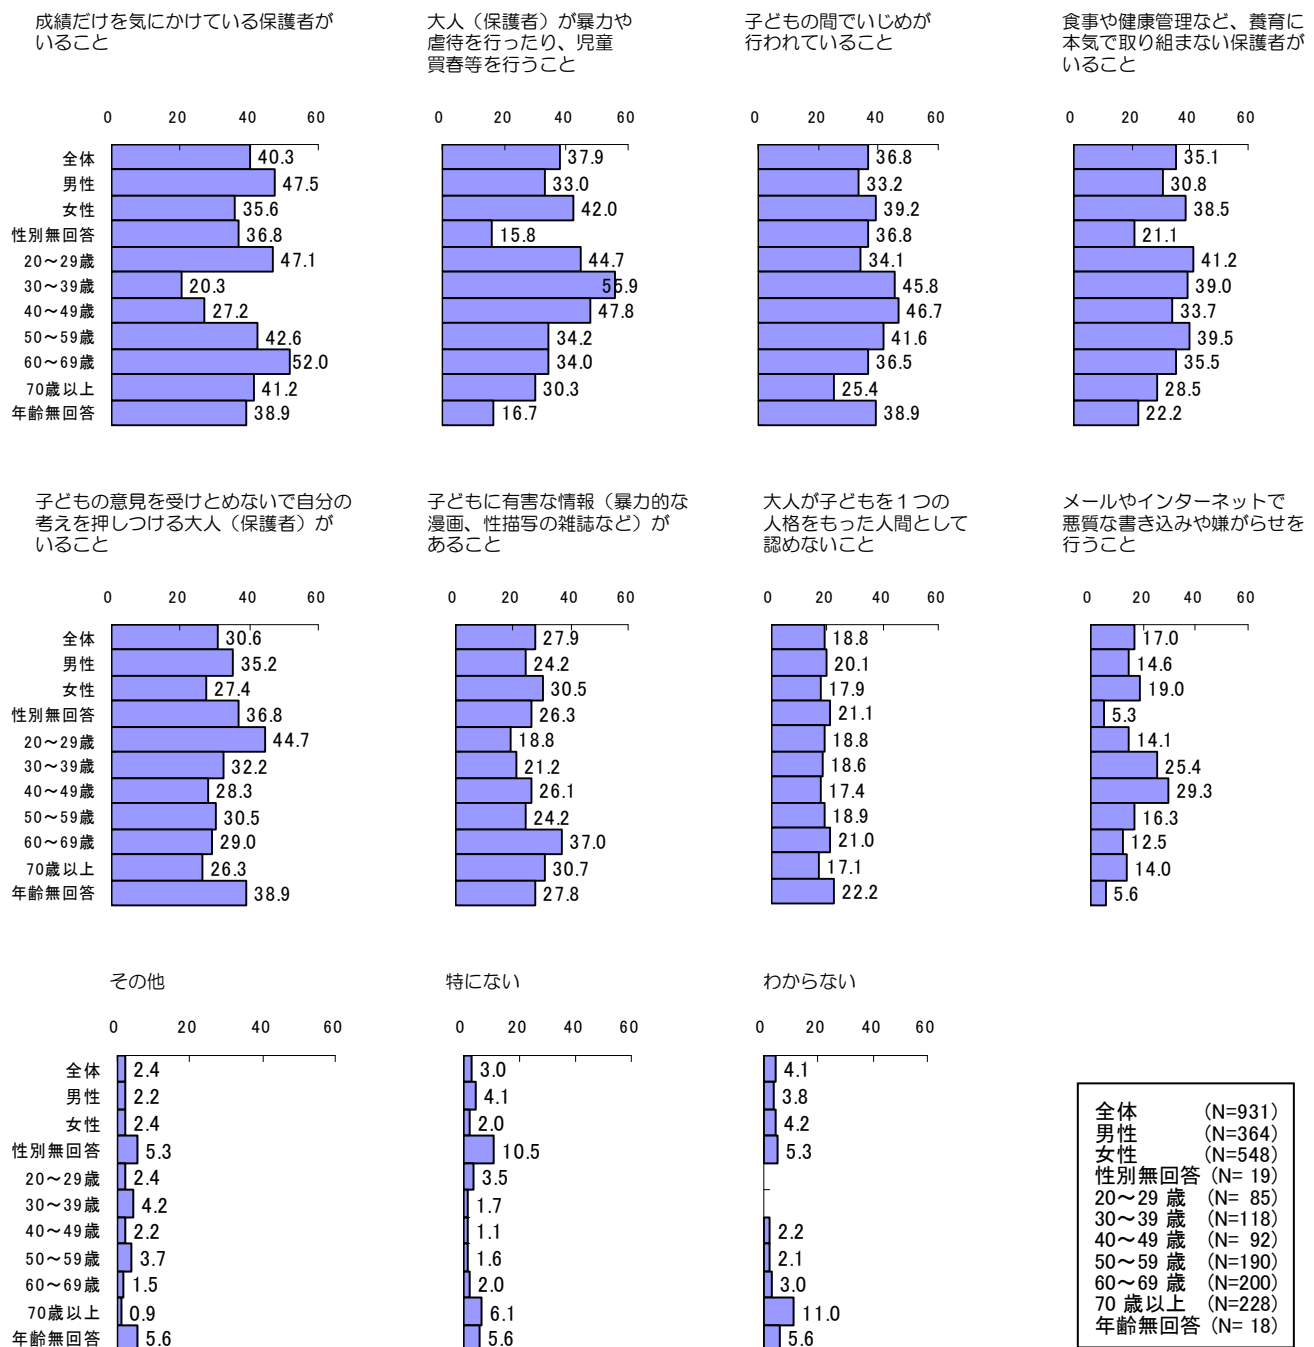 成績だけを気にかけている保護者が
いること
大人（保護者）が暴力や
虐待を行ったり、児童
買春等を行うこと
子どもの間でいじめが
行われていること
食事や健康管理など、養育に
本気で取り組まない保護者が
いること
0 20 40 60 0 20 40 60 0 20 40 60 0 20 40 60
全体 40.3 37.9 36.8 35.1
男性 47.5 33.0 33.2 30.8
女性 35.6 42.0 39.2 38.5
性別無回答 36.8 15.8 36.8 21.1
20～29歳 47.1 44.7 34.1 41.2
30～39歳 20.3 55.9 45.8 39.0
40～49歳 27.2 47.8 46.7 33.7
50～59歳 42.6 34.2 41.6 39.5
60～69歳 52.0 34.0 36.5 35.5
70歳以上 41.2 30.3 25.4 28.5
年齢無回答 38.9 16.7 38.9 22.2
子どもの意見を受けとめないで自分の
考えを押しつける大人（保護者）が
いること
子どもに有害な情報（暴力的な
漫画、性描写の雑誌など）が
あること
大人が子どもを１つの
人格をもった人間として
認めないこと
メールやインターネットで
悪質な書き込みや嫌がらせを
行うこと
0 20 40 60 0 20 40 60 0 20 40 60 0 20 40 60
全体 30.6 27.9 18.8 17.0
男性 35.2 24.2 20.1 14.6
女性 27.4 30.5 17.9 19.0
性別無回答 36.8 26.3 21.1 5.3
20～29歳 44.7 18.8 18.8 14.1
30～39歳 32.2 21.2 18.6 25.4
40～49歳 28.3 26.1 17.4 29.3
50～59歳 30.5 24.2 18.9 16.3
60～69歳 29.0 37.0 21.0 12.5
70歳以上 26.3 30.7 17.1 14.0
年齢無回答 38.9 27.8 22.2 5.6
その他
特にない
わからない
0 20 40 60 0 20 40 60 0 20 40 60
全体 2.4 3.0 4.1
男性 2.2 4.1 3.8
女性 2.4 2.0 4.2
性別無回答 5.3 10.5 5.3
20～29歳 2.4 3.5
30～39歳 4.2 1.7
40～49歳 2.2 1.1 2.2
50～59歳 3.7 1.6 2.1
60～69歳 1.5 2.0 3.0
70歳以上 0.9 6.1 11.0
年齢無回答 5.6 5.6 5.6
全体 (N=931)
男性 (N=364)
女性 (N=548)
性別無回答 (N= 19)
20～29 歳 (N= 85)
30～39 歳 (N=118)
40～49 歳 (N= 92)
50～59 歳 (N=190)
60～69 歳 (N=200)
70 歳以上 (N=228)
年齢無回答 (N= 18)